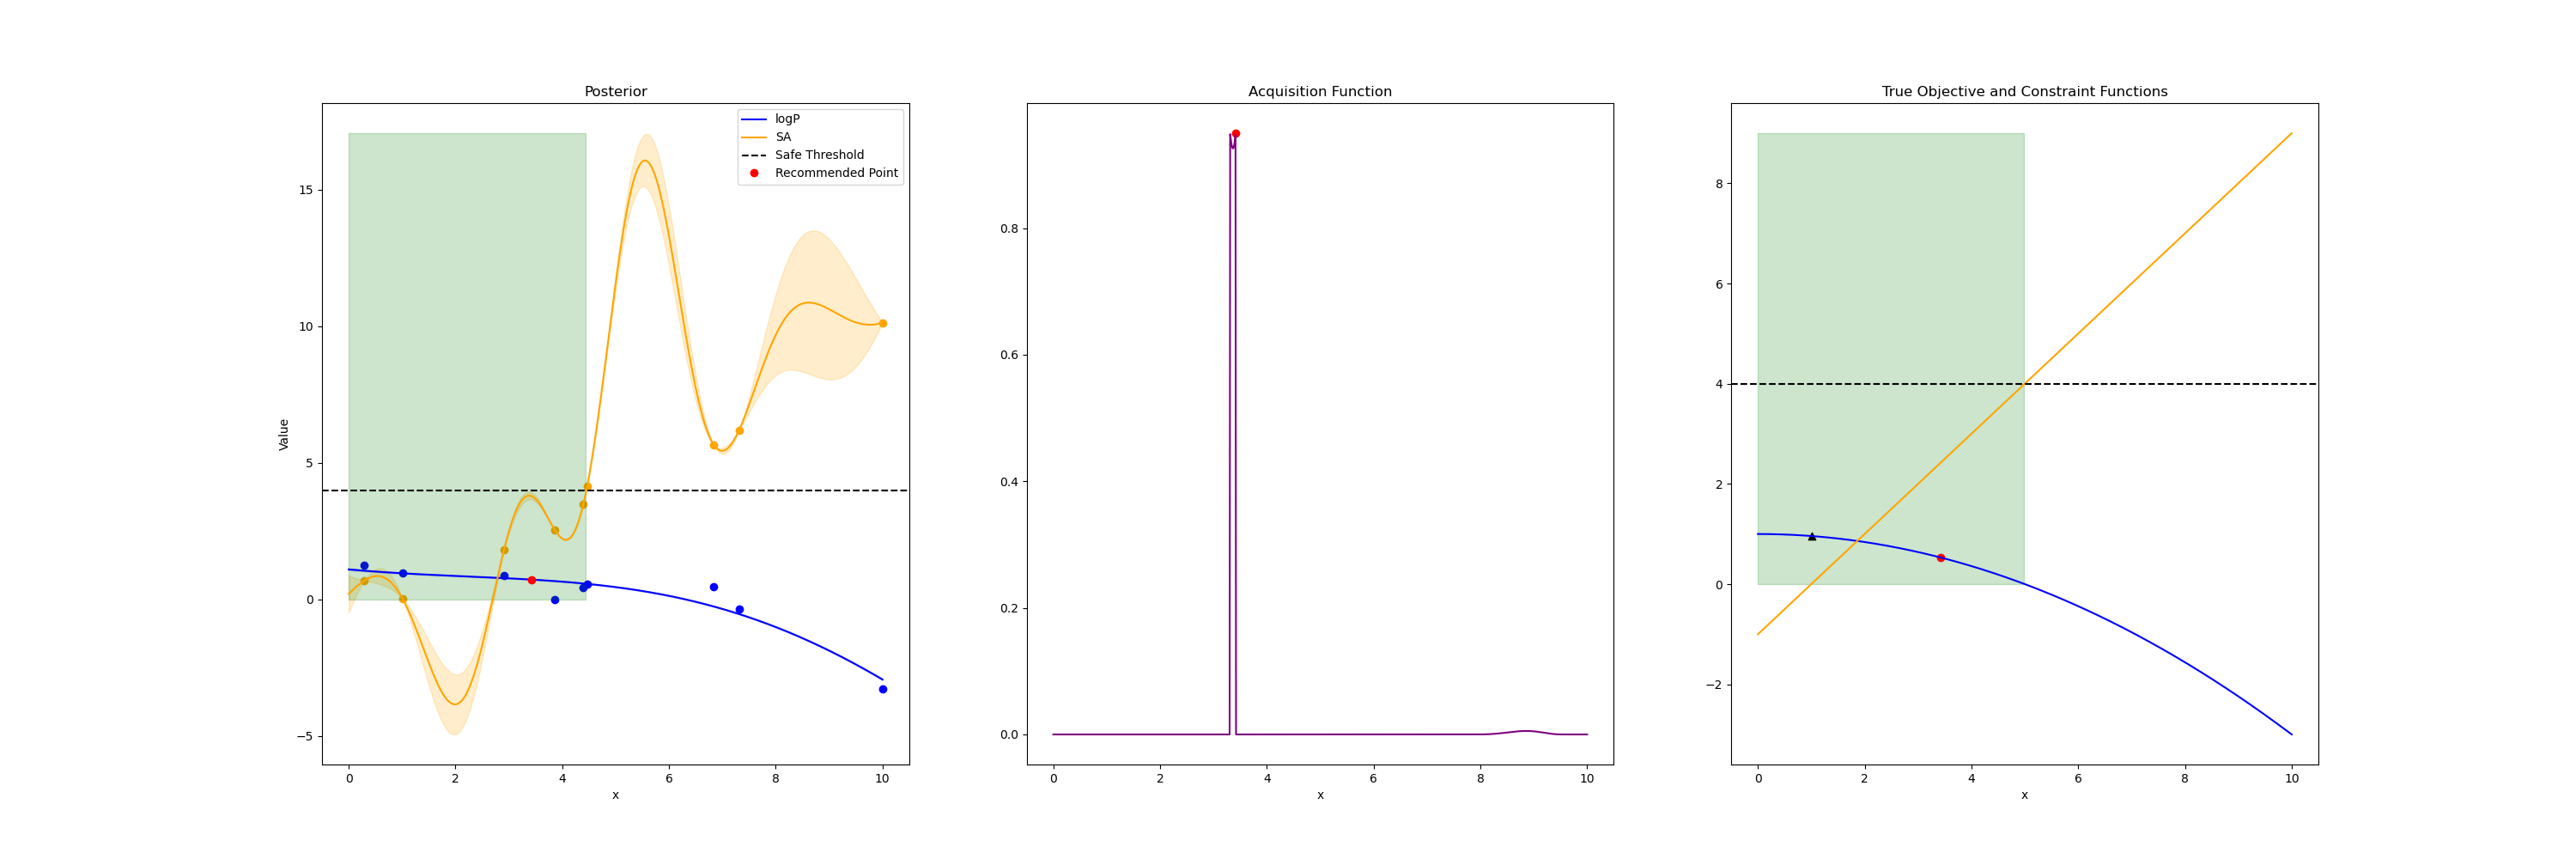 Posterior
logP
SA
Safe Threshold
Recommended Point
Value
15
10
5
0
−5
0 2 4 6 8 10
x
Acquisition Function
0.8
0.6
0.4
0.2
0.0
0 2 4 6 8 10
x
True Objective and Constraint Functions
8
6
4
2
0
−2
0 2 4 6 8 10
x